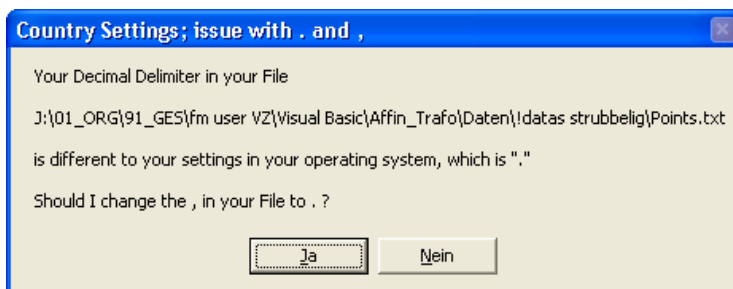 Country Settings; issue with . and ,
Your Decimal Delimiter in your File
J:\01_ORG\91_GES\fm user VZ\Visual Basic\Affin_Trafo\Daten\!datas strubbelig\Points.txt
is different to your settings in your operating system, which is "."
Should I change the , in your File to . ?
Ja Nein